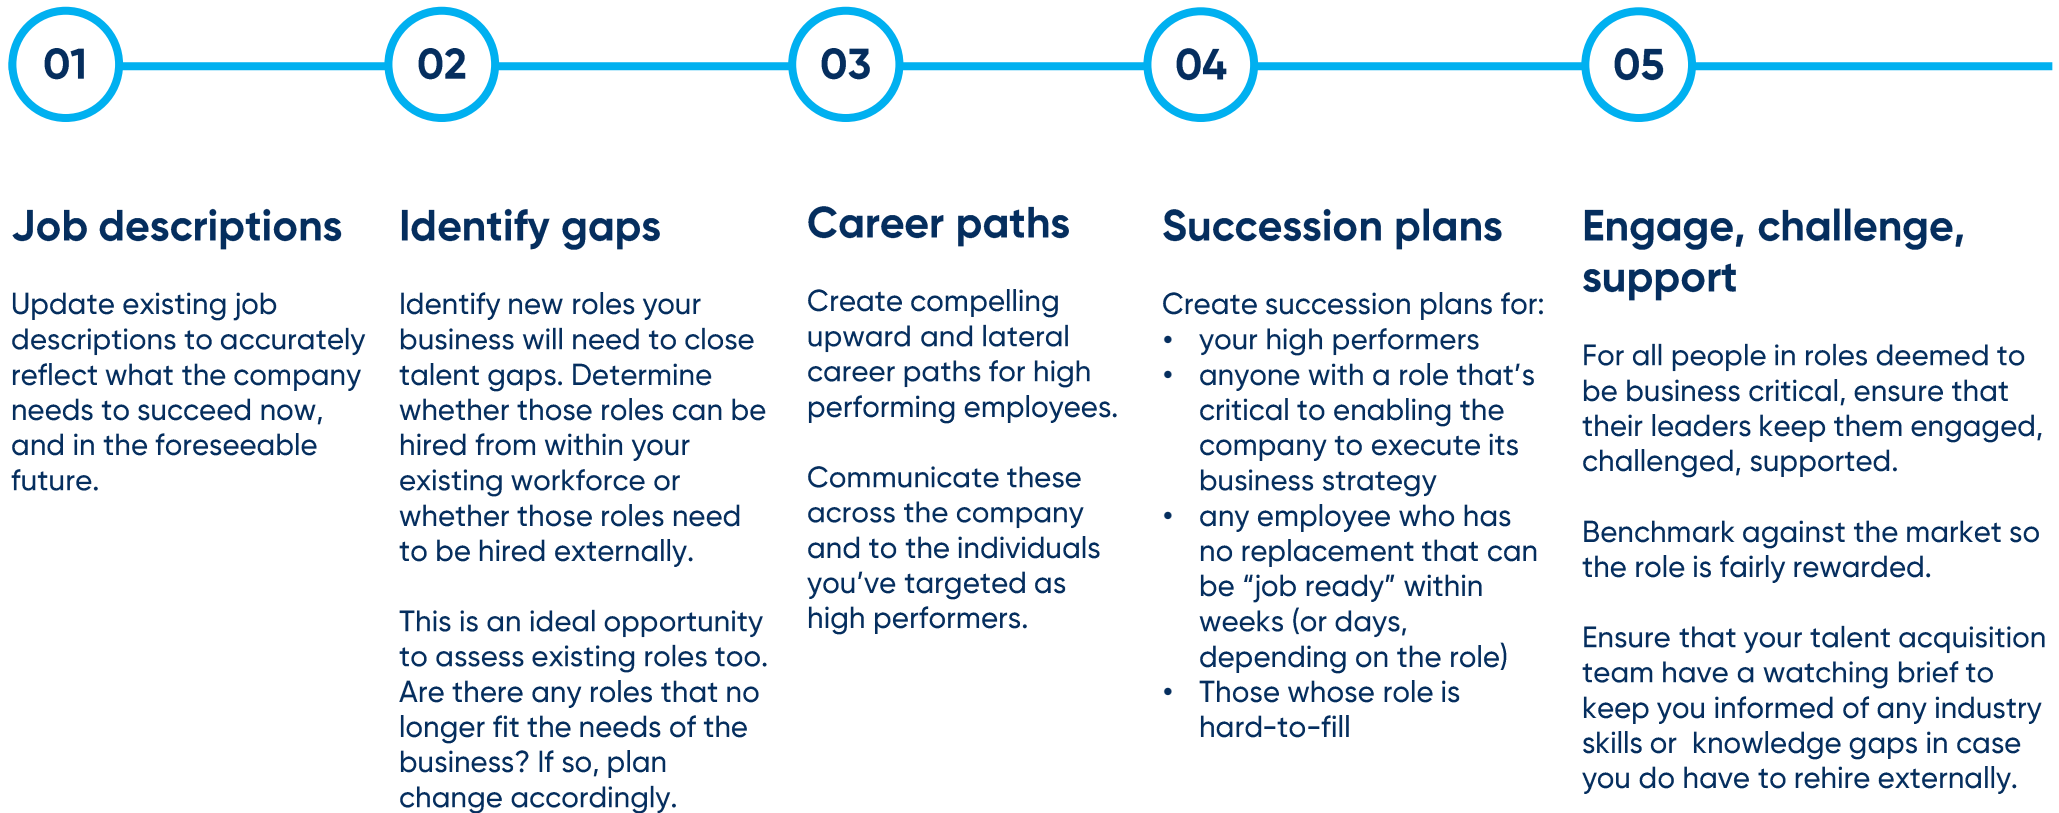 01
02
03
04
05
Job descriptions
Update existing job
descriptions to accurately
reflect what the company
needs to succeed now,
and in the foreseeable
future.
Identify gaps
Identify new roles your
business will need to close
talent gaps. Determine
whether those roles can be
hired from within your
existing workforce or
whether those roles need
to be hired externally.
This is an ideal opportunity
to assess existing roles too.
Are there any roles that no
longer fit the needs of the
business? If so, plan
change accordingly.
Career paths
Create compelling
upward and lateral
career paths for high
performing employees.
Communicate these
across the company
and to the individuals
you’ve targeted as
high performers.
Succession plans
Create succession plans for:
• your high performers
• anyone with a role that’s
critical to enabling the
company to execute its
business strategy
• any employee who has
no replacement that can
be “job ready” within
weeks (or days,
depending on the role)
• Those whose role is
hard-to-fill
Engage, challenge,
support
For all people in roles deemed to
be business critical, ensure that
their leaders keep them engaged,
challenged, supported.
Benchmark against the market so
the role is fairly rewarded.
Ensure that your talent acquisition
team have a watching brief to
keep you informed of any industry
skills or  knowledge gaps in case
you do have to rehire externally.